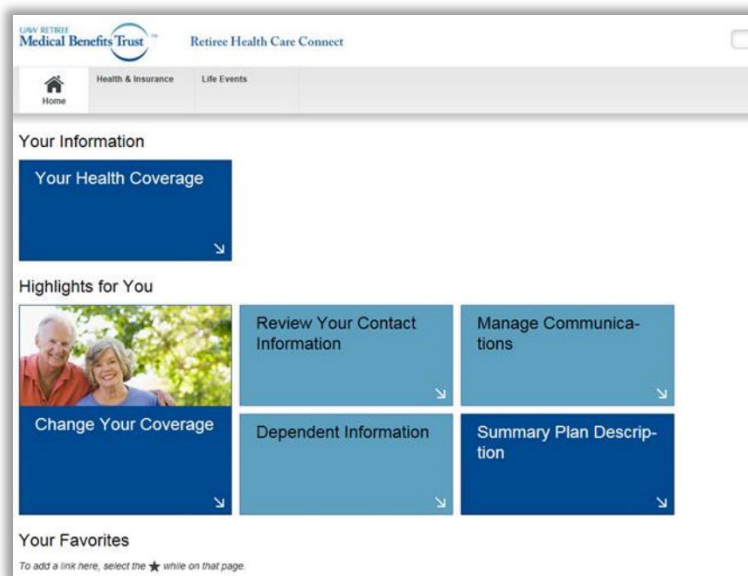 UAW RETIREE
Medical Benefits Trust ™
Retiree Health Care Connect
Home
Health & Insurance
Life Events
Your Information
Your Health Coverage
Highlights for You
Change Your Coverage
Review Your Contact
Information
Manage Communica-
tions
Dependent Information
Summary Plan Descrip-
tion
Your Favorites
To add a link here, select the ★ while on that page.